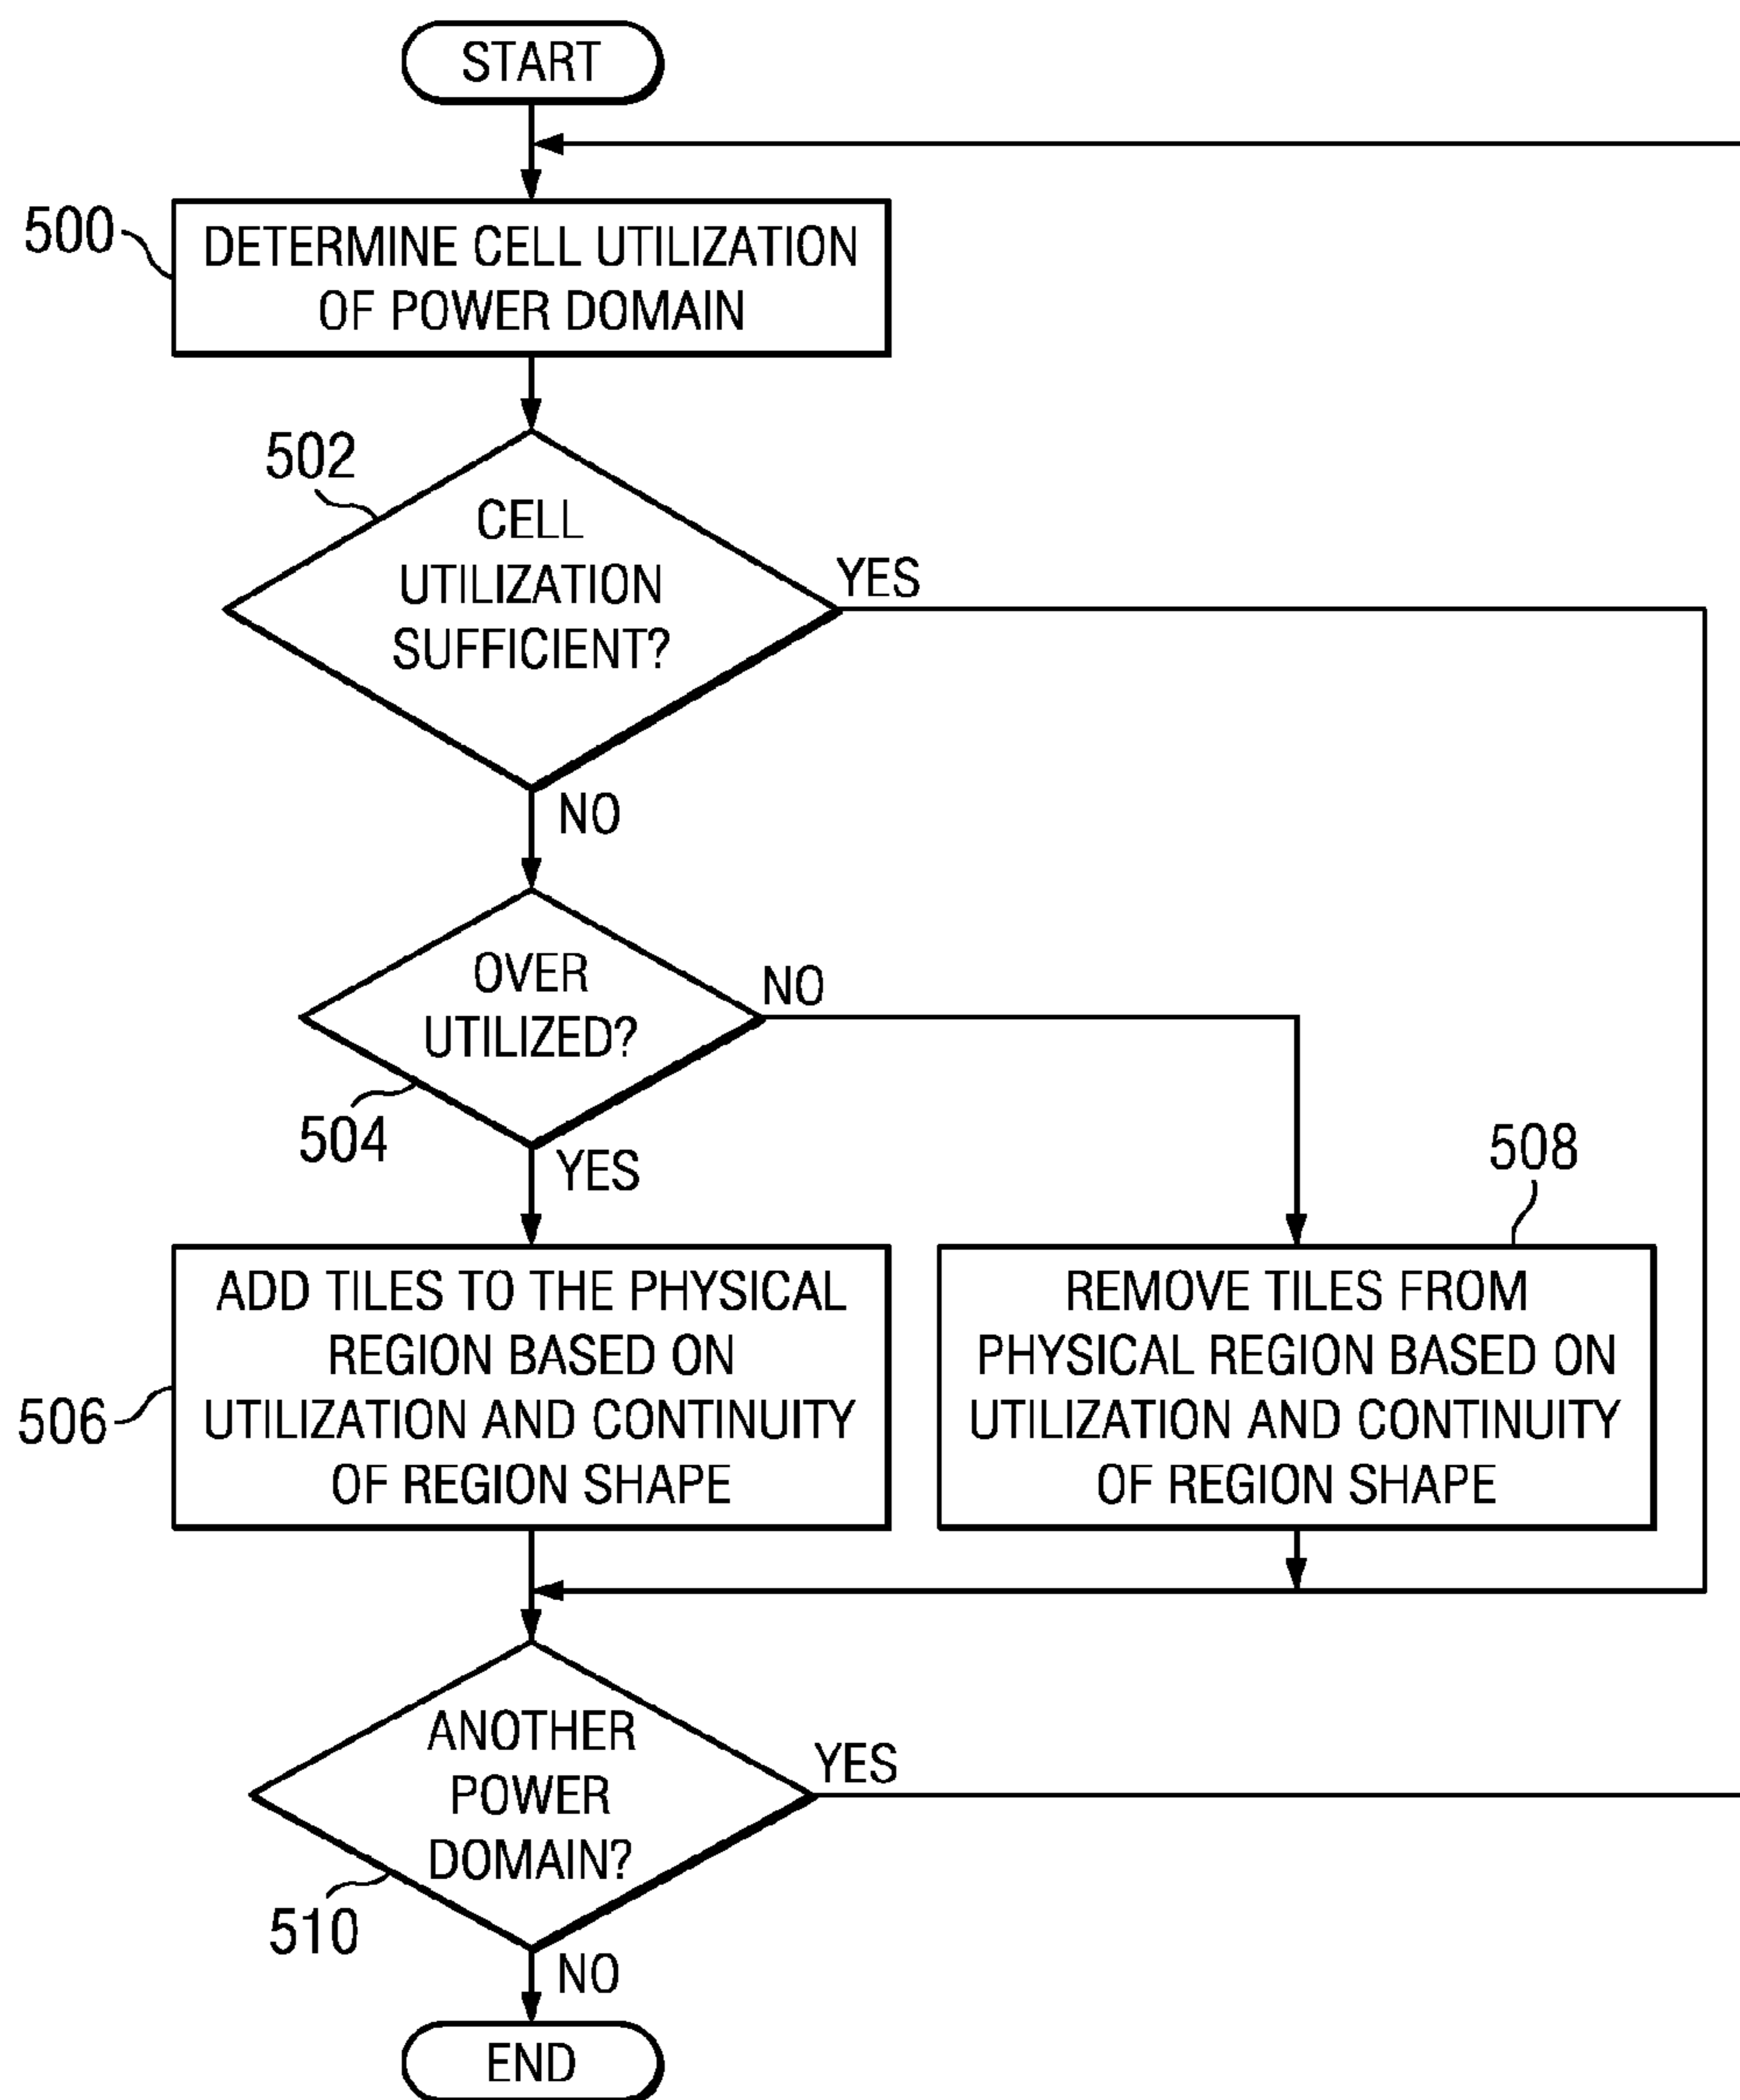 START
500
DETERMINE CELL UTILIZATION
OF POWER DOMAIN
502
CELL
UTILIZATION
SUFFICIENT?
YES
NO
OVER
UTILIZED?
NO
504
YES
508
506
ADD TILES TO THE PHYSICAL
REGION BASED ON
UTILIZATION AND CONTINUITY
OF REGION SHAPE
REMOVE TILES FROM
PHYSICAL REGION BASED ON
UTILIZATION AND CONTINUITY
OF REGION SHAPE
ANOTHER
POWER
DOMAIN?
YES
510
NO
END